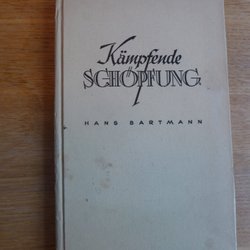 Kämpfende
SCHÖPFUNG
HANS BARTMANN